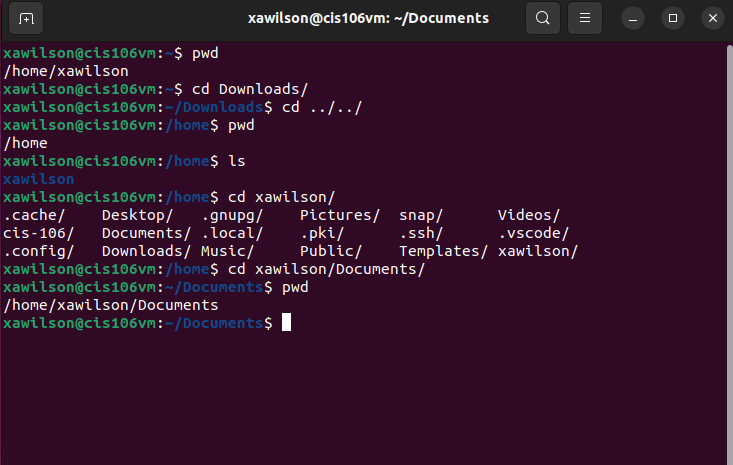 xawilson@cis106vm: ~/Documents
xawilson@cis106vm:~$ pwd
/home/xawilson
xawilson@cis106vm:~$ cd Downloads/
xawilson@cis106vm:~/Downloads$ cd ../../
xawilson@cis106vm:/home$ pwd
/home
xawilson@cis106vm:/home$ ls
xawilson
xawilson@cis106vm:/home$ cd xawilson/
.cache/    Desktop/   .gnupg/    Pictures/  snap/      Videos/
cis-106/   Documents/ .local/    .pki/      .ssh/      .vscode/
.config/   Downloads/ Music/     Public/    Templates/ xawilson/
xawilson@cis106vm:/home$ cd xawilson/Documents/
xawilson@cis106vm:~/Documents$ pwd
/home/xawilson/Documents
xawilson@cis106vm:~/Documents$